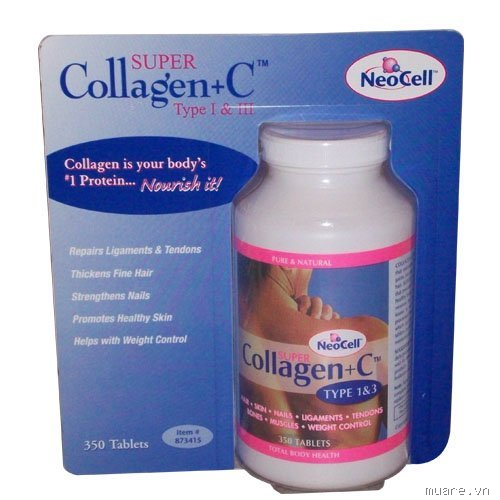 SUPER
Collagen+C™
Type I & III
NeoCell™
Collagen is your body's
#1 Protein... Nourish it!
Repairs Ligaments & Tendons
Thickens Fine Hair
Strengthens Nails
Promotes Healthy Skin
Helps with Weight Control
Item #
873415
350 Tablets
PURE & NATURAL
NeoCell™
SUPER
Collagen+C™
TYPE 1&3
HAIR • SKIN • NAILS • LIGAMENTS • TENDONS
BONES • MUSCLES • WEIGHT CONTROL
350 TABLETS
TOTAL BODY HEALTH
muare.vn